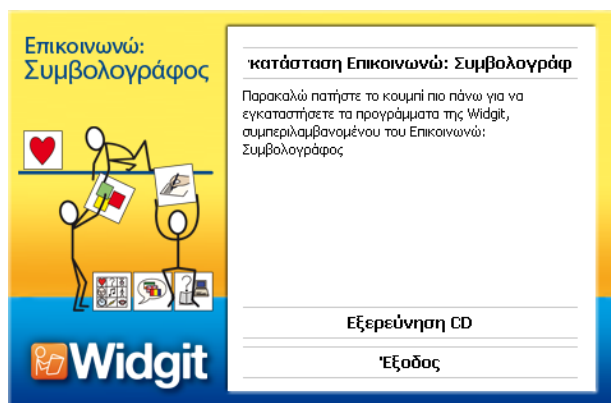 Επικοινωνώ:
Συμβολογράφος
κατάσταση Επικοινωνώ: Συμβολογράφ
Παρακαλώ πατήστε το κουμπί πιο πάνω για να
εγκαταστήσετε τα προγράμματα της Widgit,
συμπεριλαμβανομένου του Επικοινωνώ:
Συμβολογράφος
Εξερεύνηση CD
Έξοδος
Widgit